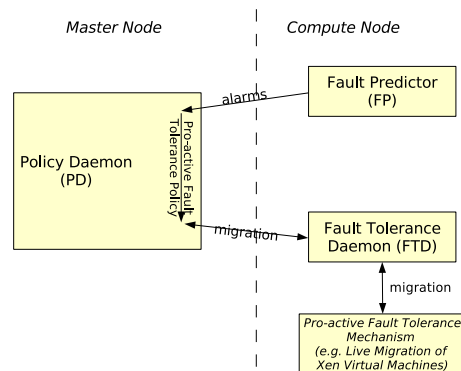 Master Node
Compute Node
alarms
Fault Predictor
(FP)
Policy Daemon
(PD)
Pro-active Fault
Tolerance Policy
migration
Fault Tolerance
Daemon (FTD)
migration
Pro-active Fault Tolerance
Mechanism
(e.g. Live Migration of
Xen Virtual Machines)